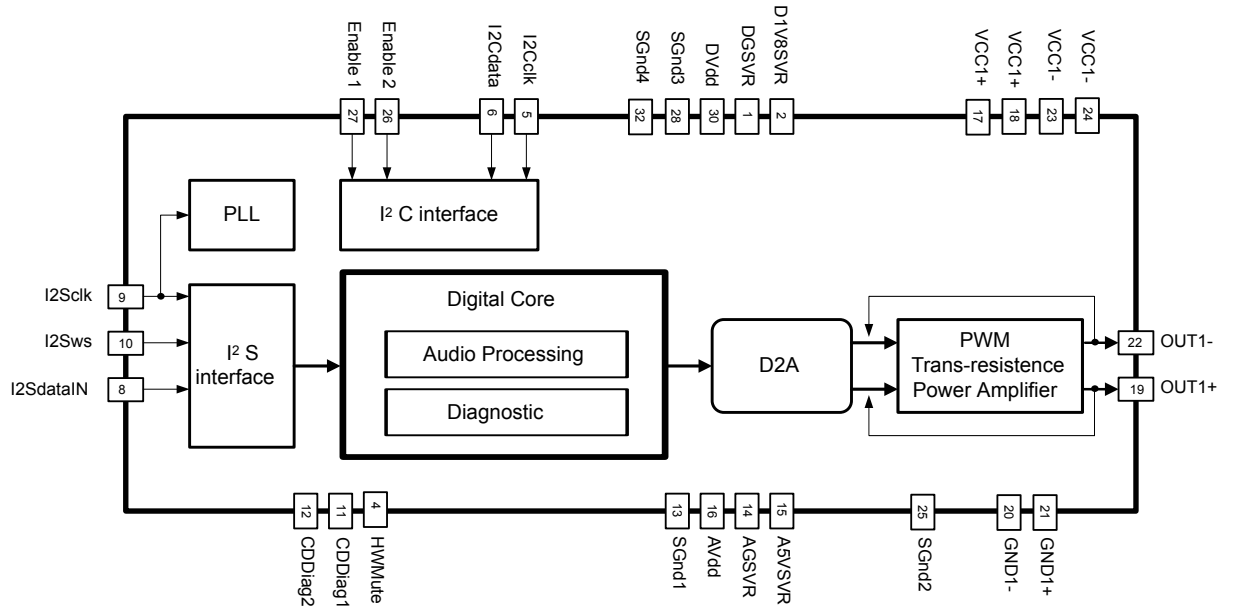 Enable 1
Enable 2
I2Cdata
I2Cclk
SGnd4
SGnd3
DVdd
DGSVR
D1V8SVR
VCC1+
VCC1+
VCC1-
VCC1-
27
26
6
5
32
28
30
1
2
17
18
23
24
PLL
I² C interface
I2Sclk
9
I2Sws
10
I2SdataIN
8
I² S
interface
Digital Core
Audio Processing
Diagnostic
D2A
PWM
Trans-resistence
Power Amplifier
22
OUT1-
19
OUT1+
12
11
4
13
16
14
15
25
20
21
CDDiag2
CDDiag1
HWMute
SGnd1
AVdd
AGSVR
A5VSVR
SGnd2
GND1-
GND1+